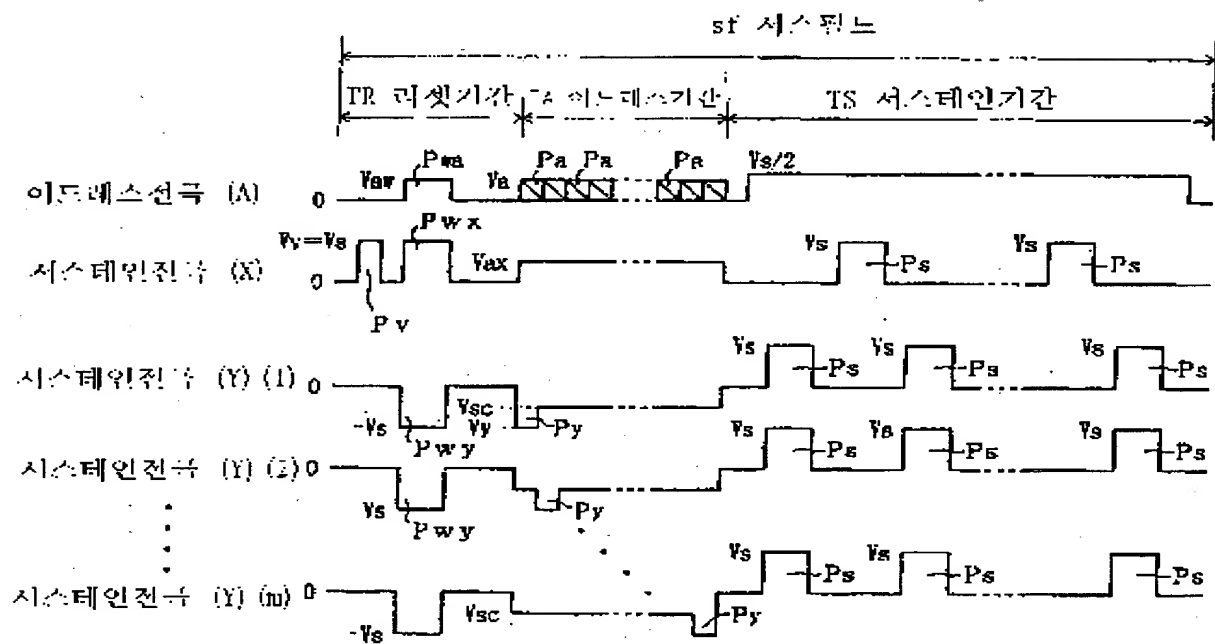 sf 서스필드
TR 리셋기간 TA 어드레스기간 TS 서스테인기간
어드레스전극 (A) 0 Vaw Pwa Va Pa Pa Pa Vs/2
서스테인전극 (X) Vv=Vs 0 Pv Pwx Vax Vs Ps Vs Ps
서스테인전극 (Y) (1) 0 -Vs Pwy Vsc Vy Py Vs Ps Vs Ps Vs Ps
서스테인전극 (Y) (2) 0 Vs Pwy Py Vs Ps Vs Ps Vs Ps
서스테인전극 (Y) (m) 0 -Vs Vsc Py Vs Ps Vs Ps Ps